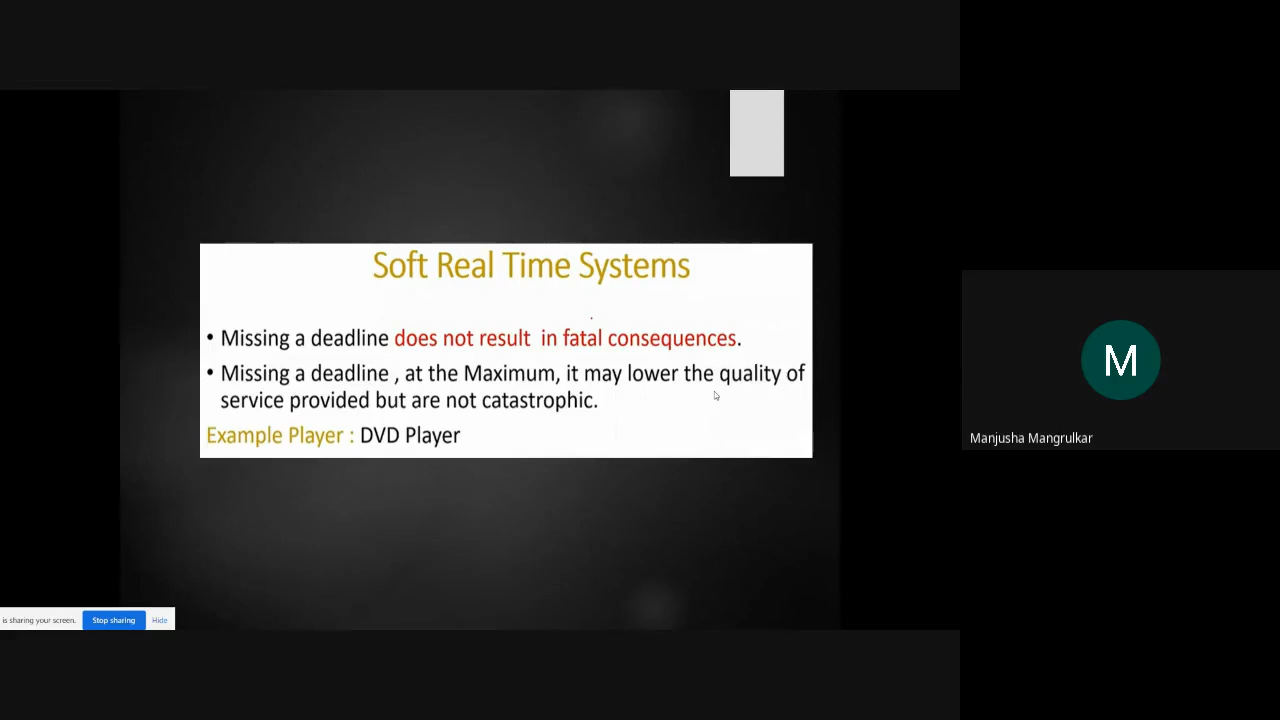 Soft Real Time Systems
• Missing a deadline does not result in fatal consequences.
• Missing a deadline , at the Maximum, it may lower the quality of
service provided but are not catastrophic.
Example Player : DVD Player
M
Manjusha Mangrulkar
is sharing your screen. Stop sharing Hide